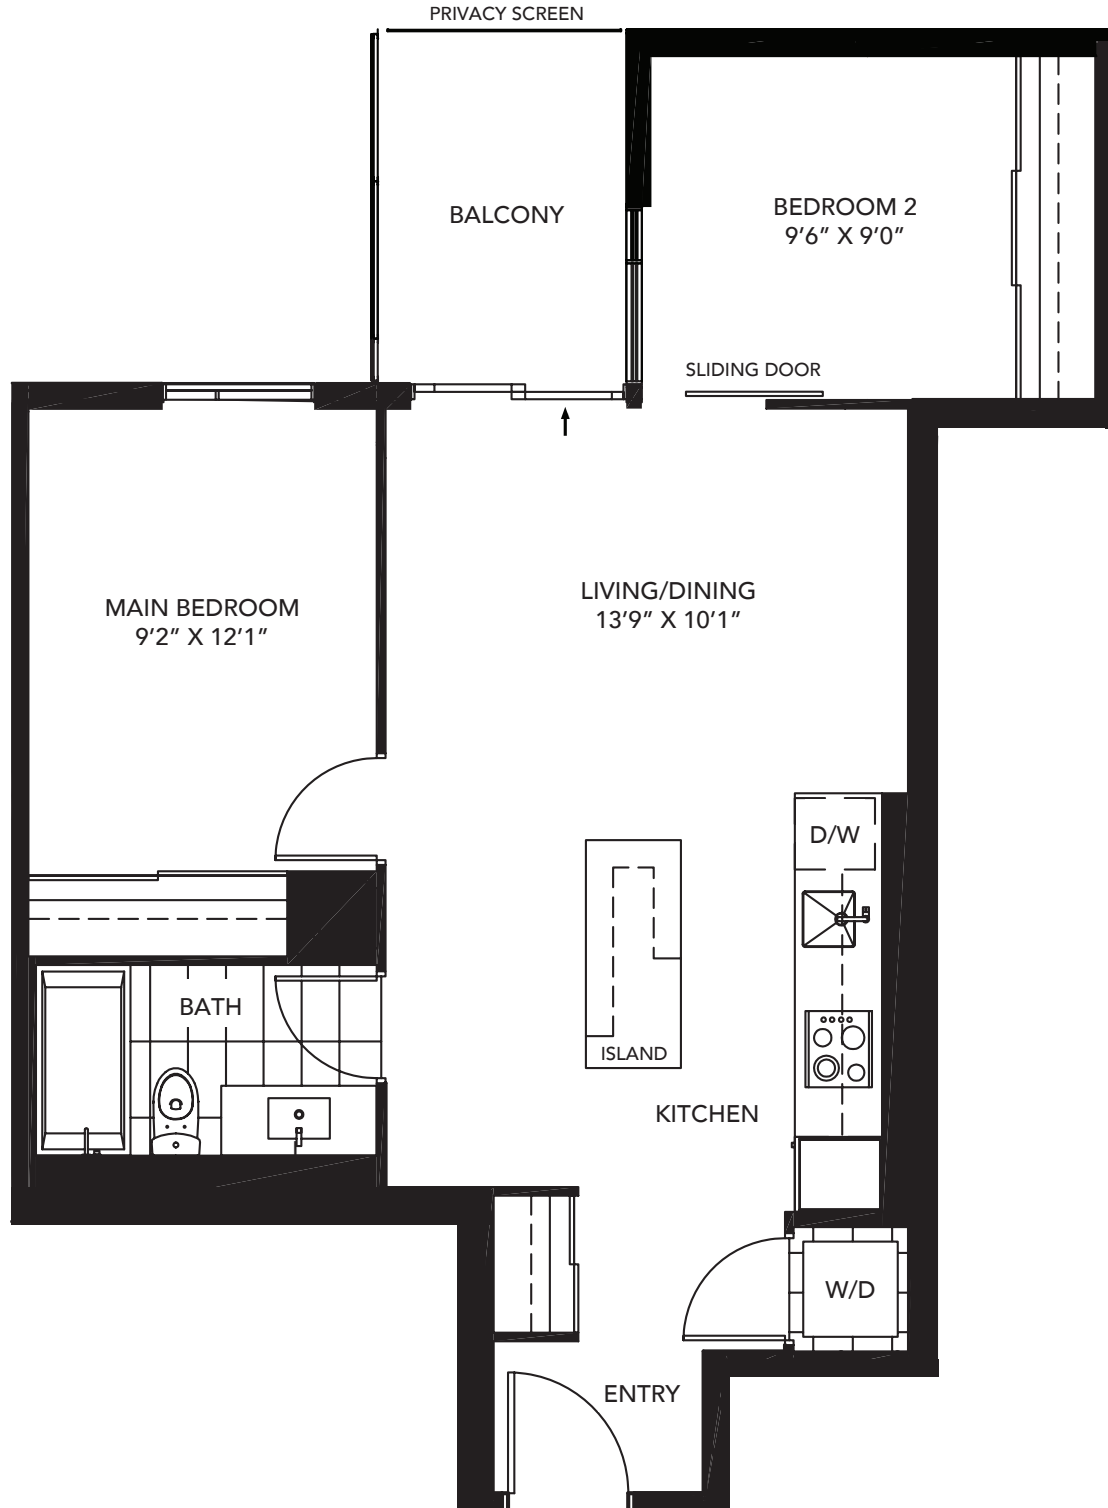 PRIVACY SCREEN
BALCONY
BEDROOM 2
9'6" X 9'0"
SLIDING DOOR
MAIN BEDROOM
9'2" X 12'1"
LIVING/DINING
13'9" X 10'1"
D/W
BATH
ISLAND
KITCHEN
W/D
ENTRY